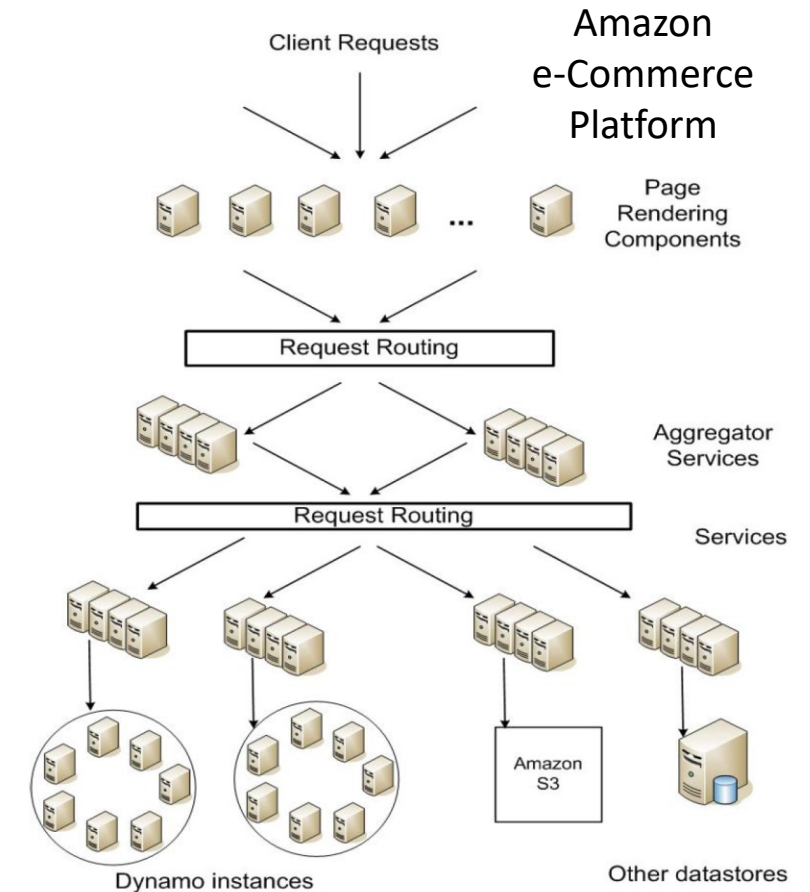 Amazon
e-Commerce
Platform
Client Requests
Page
Rendering
Components
...
Request Routing
Aggregator
Services
Request Routing
Services
Amazon
S3
Dynamo instances
Other datastores